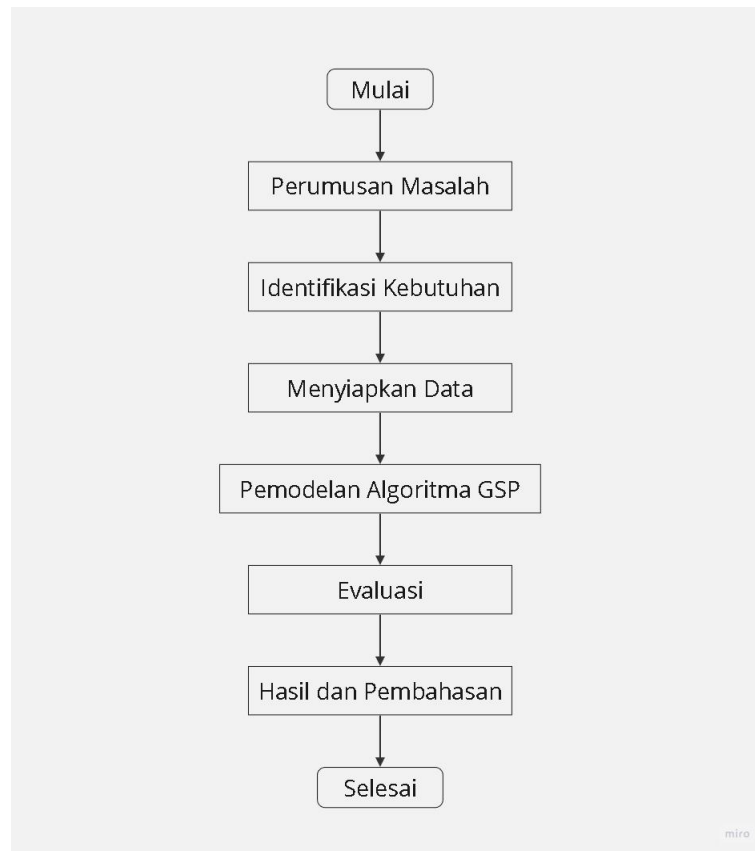 Mulai
Perumusan Masalah
Identifikasi Kebutuhan
Menyiapkan Data
Pemodelan Algoritma GSP
Evaluasi
Hasil dan Pembahasan
Selesai
miro